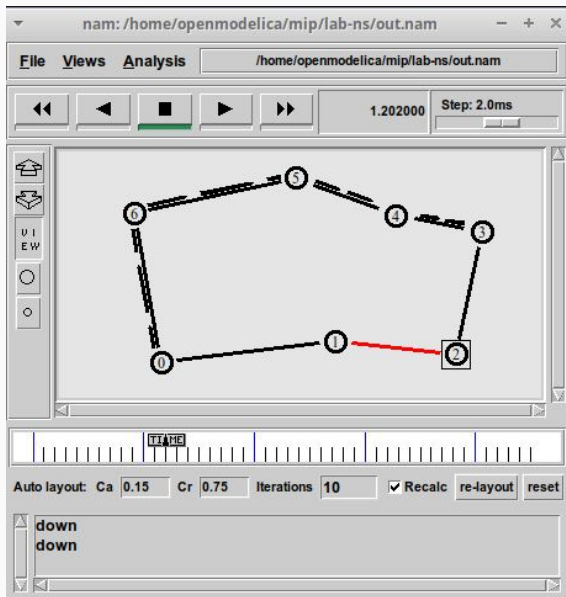 nam: /home/openmodelica/mip/lab-ns/out.nam
File Views Analysis /home/openmodelica/mip/lab-ns/out.nam
1.202000 Step: 2.0ms
VI
EW
5
6
4
3
1
0
2
TIME
Auto layout: Ca 0.15 Cr 0.75 Iterations 10 Recalc re-layout reset
down
down